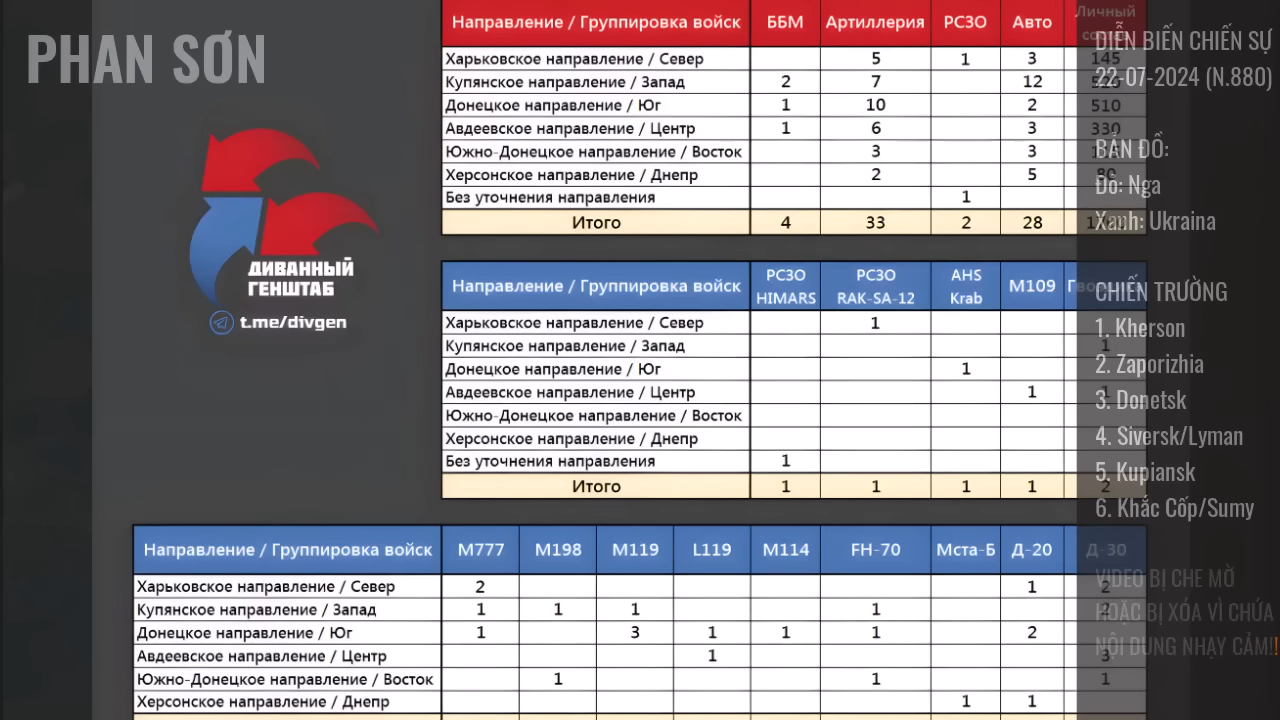 PHAN SƠN
ДИВАННЫЙ
ГЕНШТАБ
t.me/divgen
Направление / Группировка войск ББМ Артиллерия РСЗО Авто Личный
Харьковское направление / Север 5 1 3 145
Купянское направление / Запад 2 7 12
Донецкое направление / Юг 1 10 2 510
Авдеевское направление / Центр 1 6 3 330
Южно-Донецкое направление / Восток 3 3
Херсонское направление / Днепр 2 5 80
Без уточнения направления 1
Итого 4 33 2 28
Направление / Группировка войск РСЗО HIMARS РСЗО RAK-SA-12 AHS Krab M109
Харьковское направление / Север 1
Купянское направление / Запад 1
Донецкое направление / Юг 1
Авдеевское направление / Центр 1 1
Южно-Донецкое направление / Восток
Херсонское направление / Днепр
Без уточнения направления 1
Итого 1 1 1 1 2
Направление / Группировка войск M777 M198 M119 L119 M114 FH-70 Мста-Б Д-20 Д-30
Харьковское направление / Север 2 1 2
Купянское направление / Запад 1 1 1 1
Донецкое направление / Юг 1 3 1 1 1 2
Авдеевское направление / Центр 1 3
Южно-Донецкое направление / Восток 1 1 1
Херсонское направление / Днепр 1 1
DIỄN BIẾN CHIẾN SỰ
22-07-2024 (N.880)
BẢN ĐỒ:
Đỏ: Nga
Xanh: Ukraina
CHIẾN TRƯỜNG
1. Kherson
2. Zaporizhia
3. Donetsk
4. Siversk/Lyman
5. Kupiansk
6. Khắc Cốp/Sumy
VIDEO BỊ CHE MỜ
HOẶC BỊ XÓA VÌ CHỨA
NỘI DUNG NHẠY CẢM!!